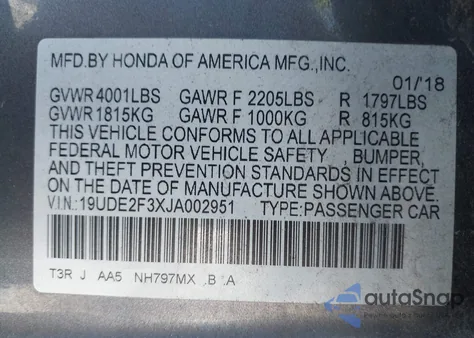 MFD.BY HONDA OF AMERICA MFG.,INC.
01/18
GVWR 4001LBS GAWR F 2205LBS R 1797LBS
GVWR 1815KG GAWR F 1000KG R 815KG
THIS VEHICLE CONFORMS TO ALL APPLICABLE
FEDERAL MOTOR VEHICLE SAFETY , BUMPER,
AND THEFT PREVENTION STANDARDS IN EFFECT
ON THE DATE OF MANUFACTURE SHOWN ABOVE.
V.I.N.:19UDE2F3XJA002951 TYPE:PASSENGER CAR
T3R J AA5 NH797MX B A
autoSnap